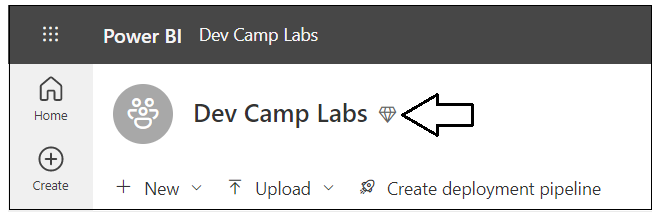 Power BI Dev Camp Labs
Home
Dev Camp Labs
Create
New Upload Create deployment pipeline